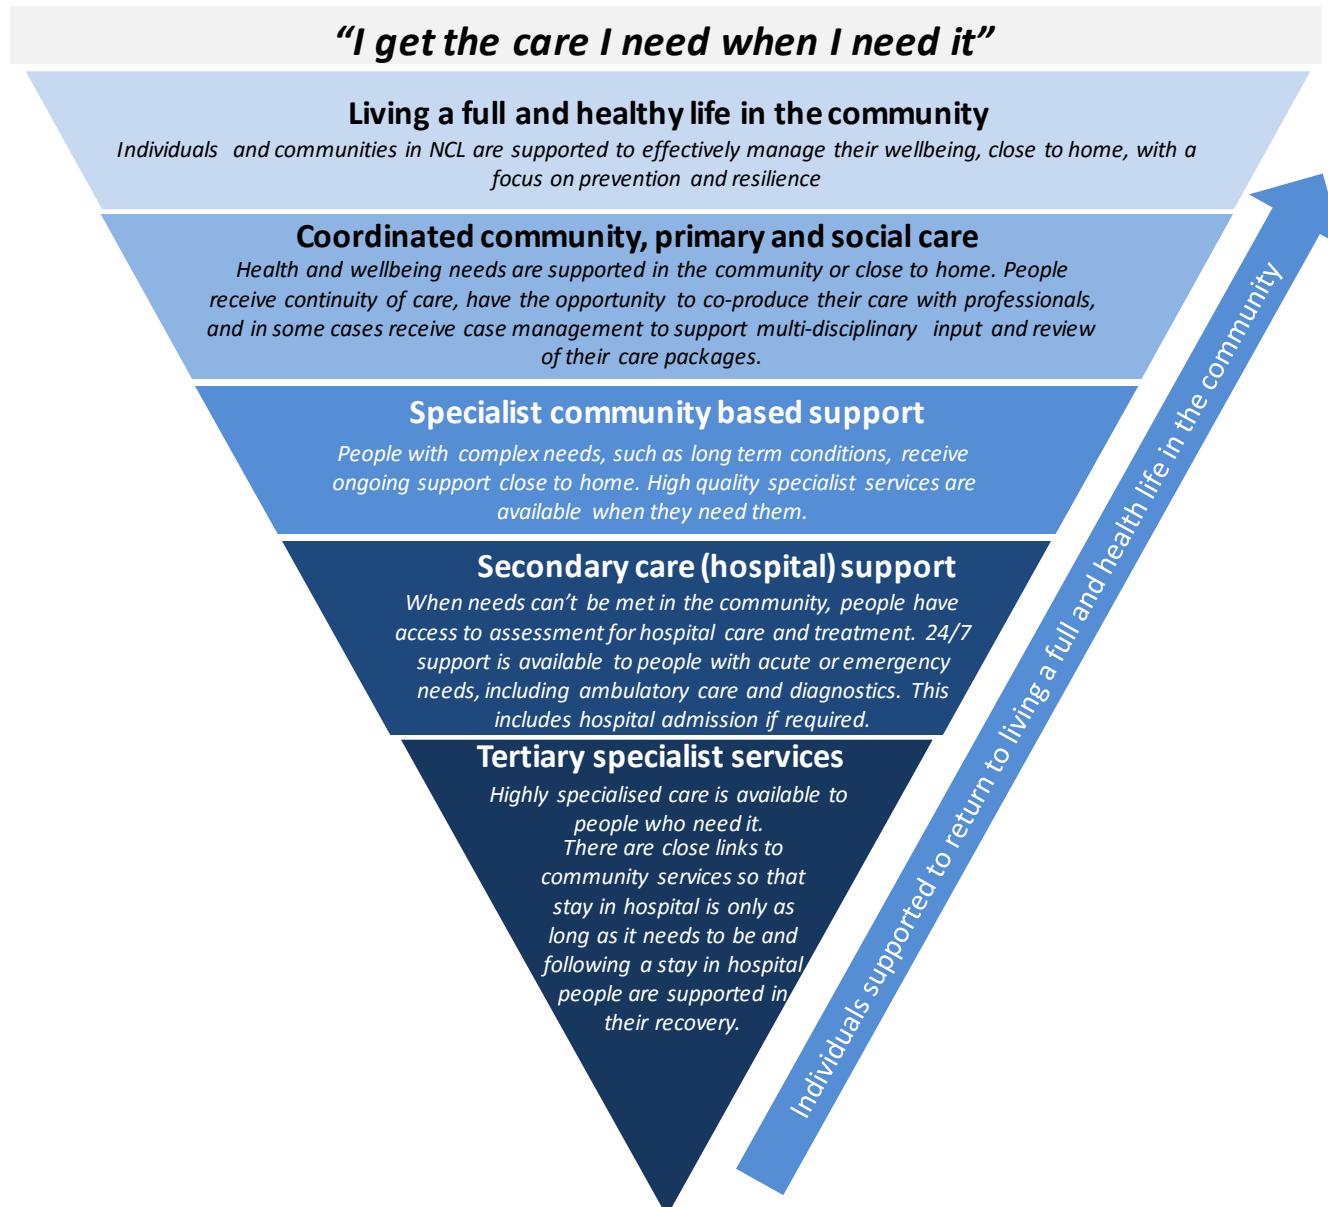 “I get the care I need when I need it”
Living a full and healthy life in the community
Individuals and communities in NCL are supported to effectively manage their wellbeing, close to home, with a
focus on prevention and resilience
Coordinated community, primary and social care
Health and wellbeing needs are supported in the community or close to home. People
receive continuity of care, have the opportunity to co-produce their care with professionals,
and in some cases receive case management to support multi-disciplinary input and review
of their care packages.
Specialist community based support
People with complex needs, such as long term conditions, receive
ongoing support close to home. High quality specialist services are
available when they need them.
Secondary care (hospital) support
When needs can’t be met in the community, people have
access to assessment for hospital care and treatment. 24/7
support is available to people with acute or emergency
needs, including ambulatory care and diagnostics. This
includes hospital admission if required.
Tertiary specialist services
Highly specialised care is available to
people who need it.
There are close links to
community services so that
stay in hospital is only as
long as it needs to be and
following a stay in hospital
people are supported in
their recovery.
Individuals supported to return to living a full and health life in the community